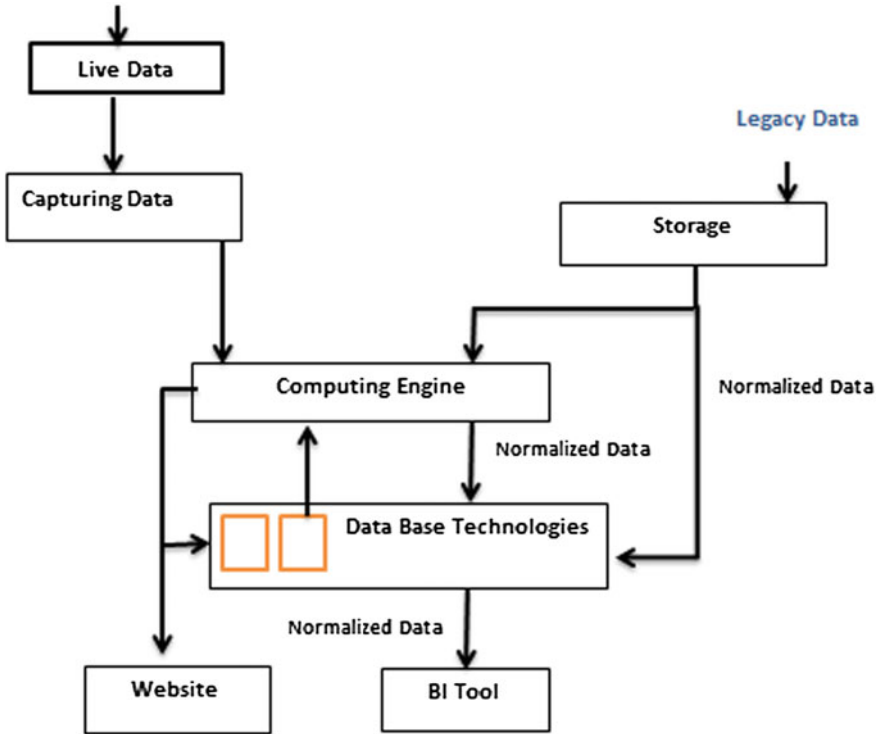 Live Data
Legacy Data
Capturing Data
Storage
Computing Engine
Normalized Data
Normalized Data
Data Base Technologies
Normalized Data
Website
BI Tool